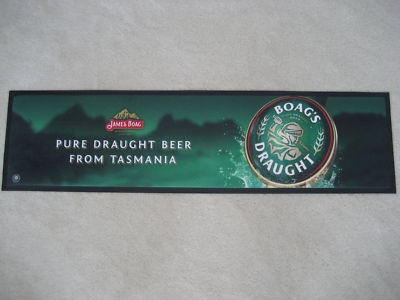 JAMES BOAG
PURE DRAUGHT BEER
FROM TASMANIA
BOAG'S
DRAUGHT